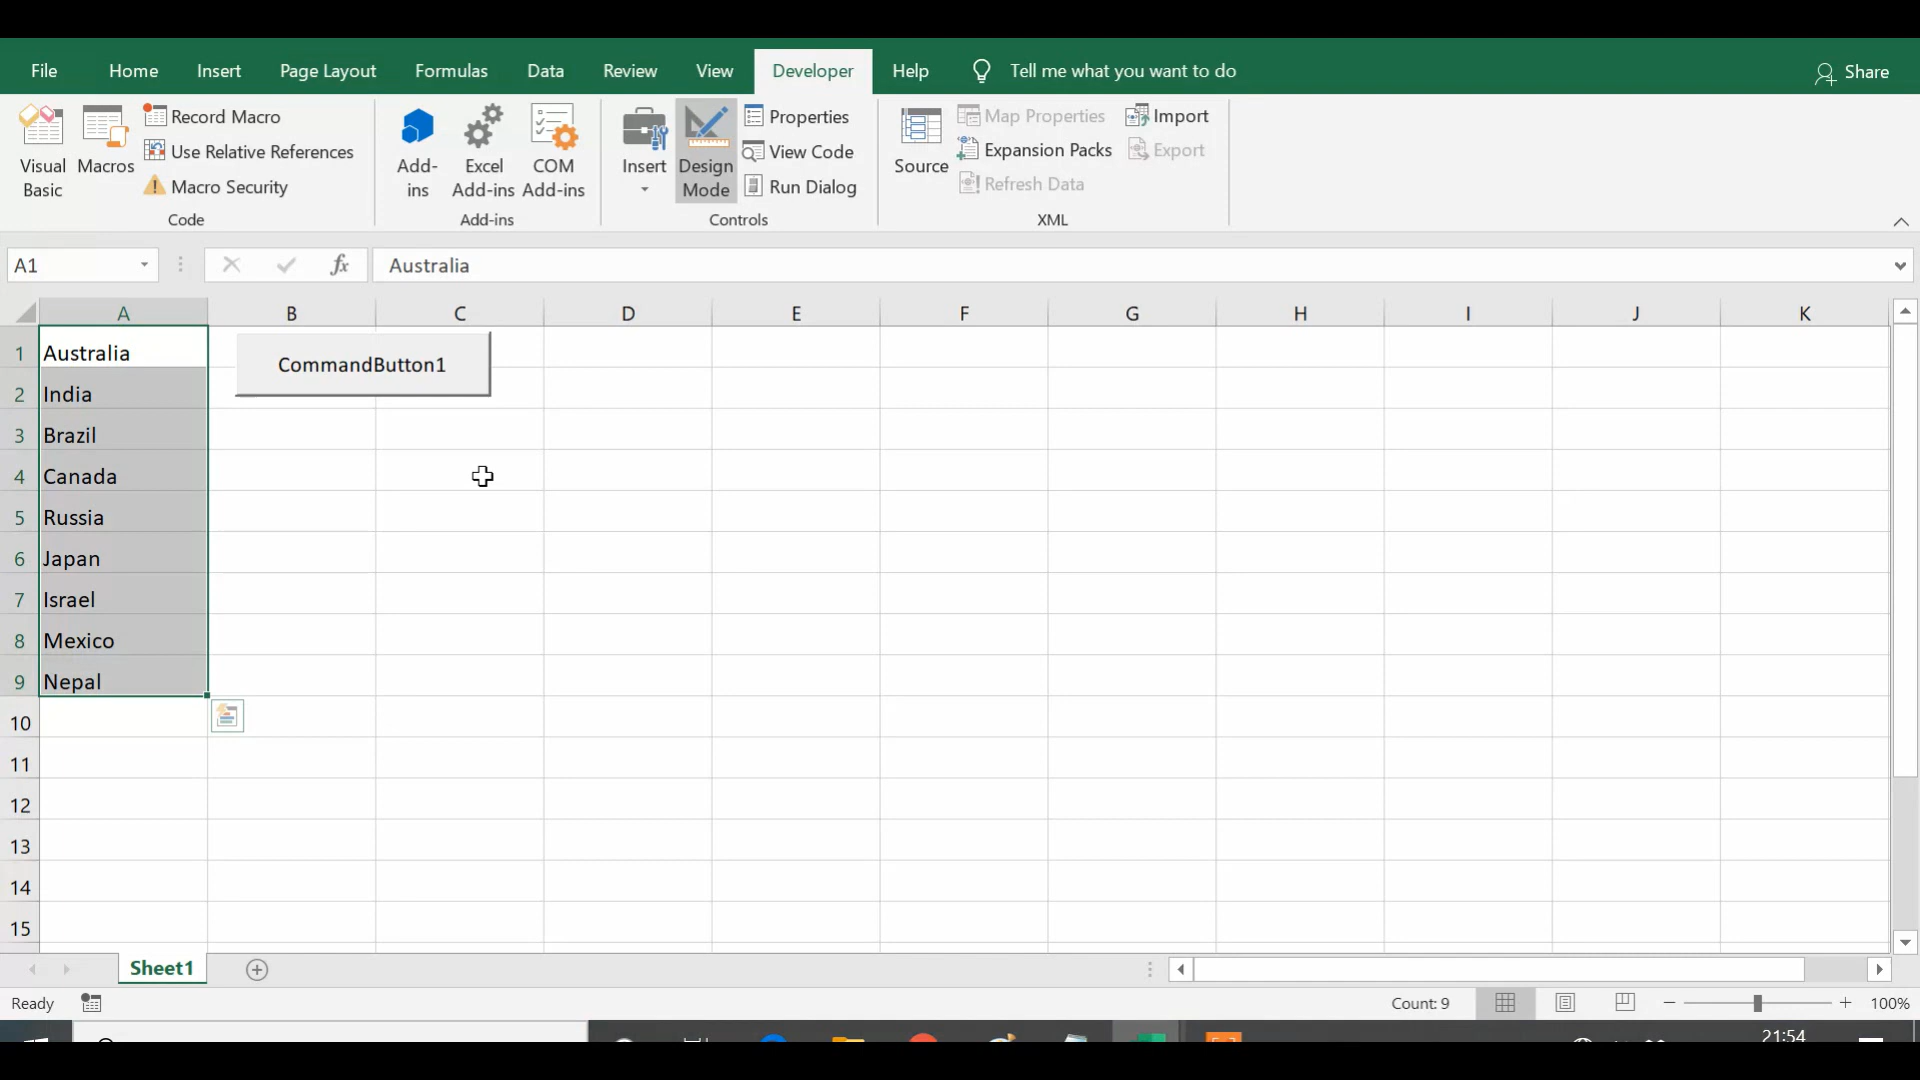 File Home Insert Page Layout Formulas Data Review View Developer Help Tell me what you want to do Share
Visual Basic
Macros
Record Macro
Use Relative References
Macro Security
Code
Add-ins
Excel Add-ins
COM Add-ins
Add-ins
Insert
Design Mode
Properties
View Code
Run Dialog
Controls
Source
Map Properties
Expansion Packs
Refresh Data
Import
Export
XML
A1 fx Australia
A B C D E F G H I J K
1 Australia
CommandButton1
2 India
3 Brazil
4 Canada
5 Russia
6 Japan
7 Israel
8 Mexico
9 Nepal
10
11
12
13
14
15
Sheet1
Ready Count: 9 100%
21:54